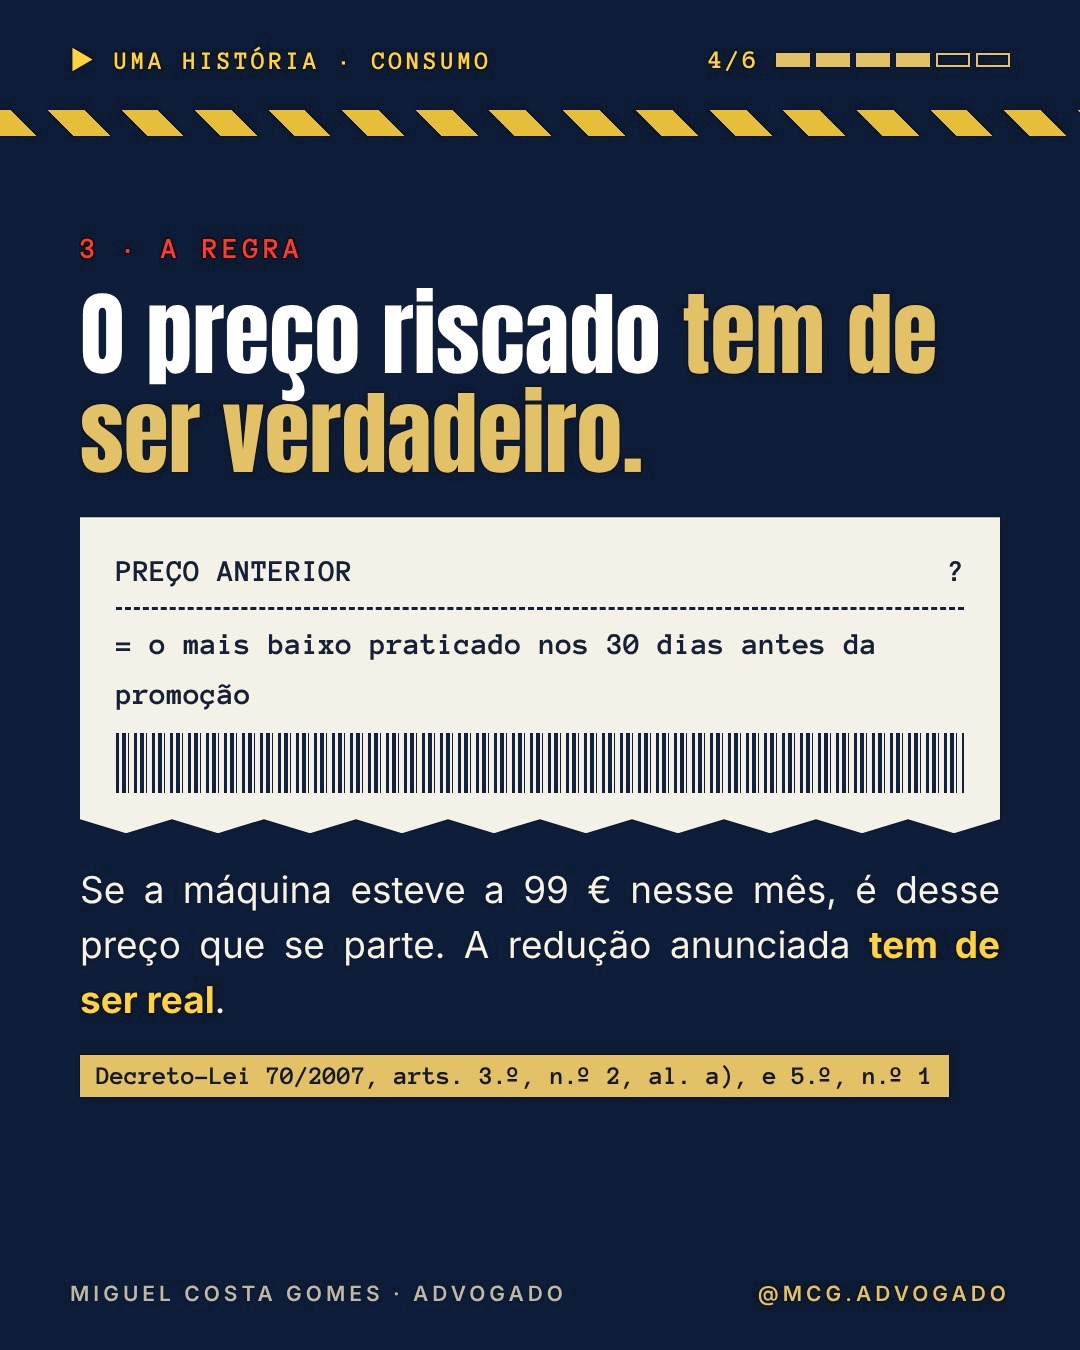 UMA HISTÓRIA · CONSUMO
4/6
3 · A REGRA
O preço riscado tem de
ser verdadeiro.
PREÇO ANTERIOR ?
= o mais baixo praticado nos 30 dias antes da
promoção
Se a máquina esteve a 99 € nesse mês, é desse
preço que se parte. A redução anunciada tem de
ser real.
Decreto-Lei 70/2007, arts. 3.º, n.º 2, al. a), e 5.º, n.º 1
MIGUEL COSTA GOMES · ADVOGADO
@MCG.ADVOGADO